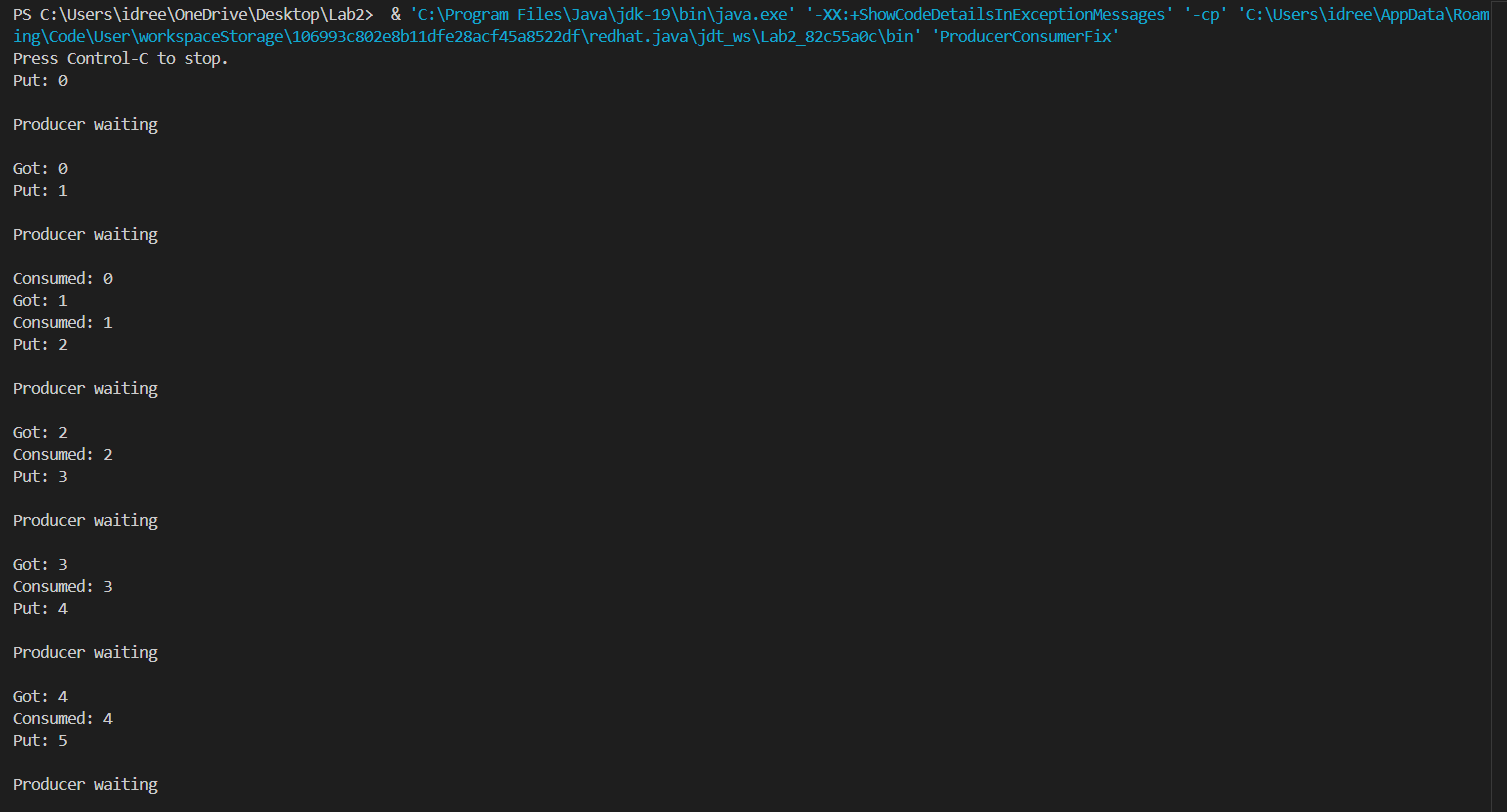 PS C:\Users\idree\OneDrive\Desktop\Lab2>  & 'C:\Program Files\Java\jdk-19\bin\java.exe' '-XX:+ShowCodeDetailsInExceptionMessages' '-cp' 'C:\Users\idree\AppData\Roam
ing\Code\User\workspaceStorage\106993c802e8b11dfe28acf45a8522df\redhat.java\jdt_ws\Lab2_82c55a0c\bin' 'ProducerConsumerFix'
Press Control-C to stop.
Put: 0
Producer waiting
Got: 0
Put: 1
Producer waiting
Consumed: 0
Got: 1
Consumed: 1
Put: 2
Producer waiting
Got: 2
Consumed: 2
Put: 3
Producer waiting
Got: 3
Consumed: 3
Put: 4
Producer waiting
Got: 4
Consumed: 4
Put: 5
Producer waiting